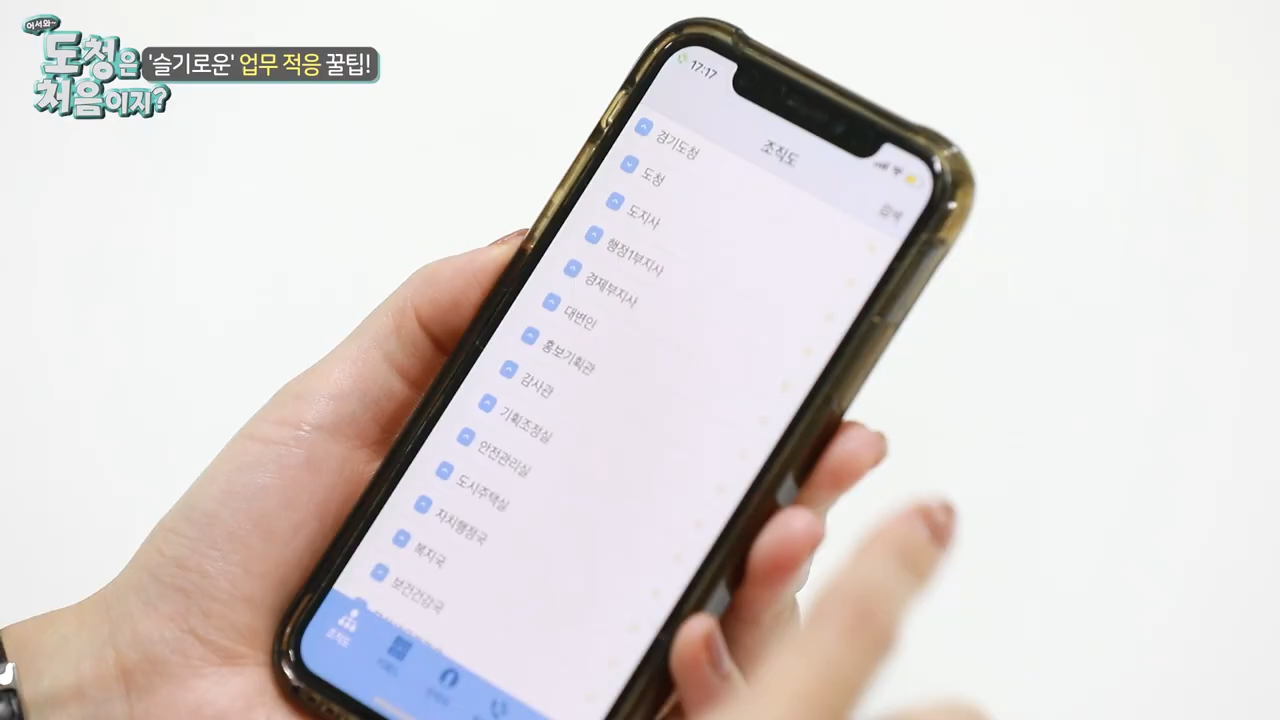 어서와~
도청은
처음이지?
'슬기로운' 업무 적응 꿀팁!
17:17
조직도
검색
경기도청
도청
도지사
행정1부지사
경제부지사
대변인
홍보기획관
감사관
기획조정실
안전관리실
도시주택실
자치행정국
복지국
보건건강국
조직도